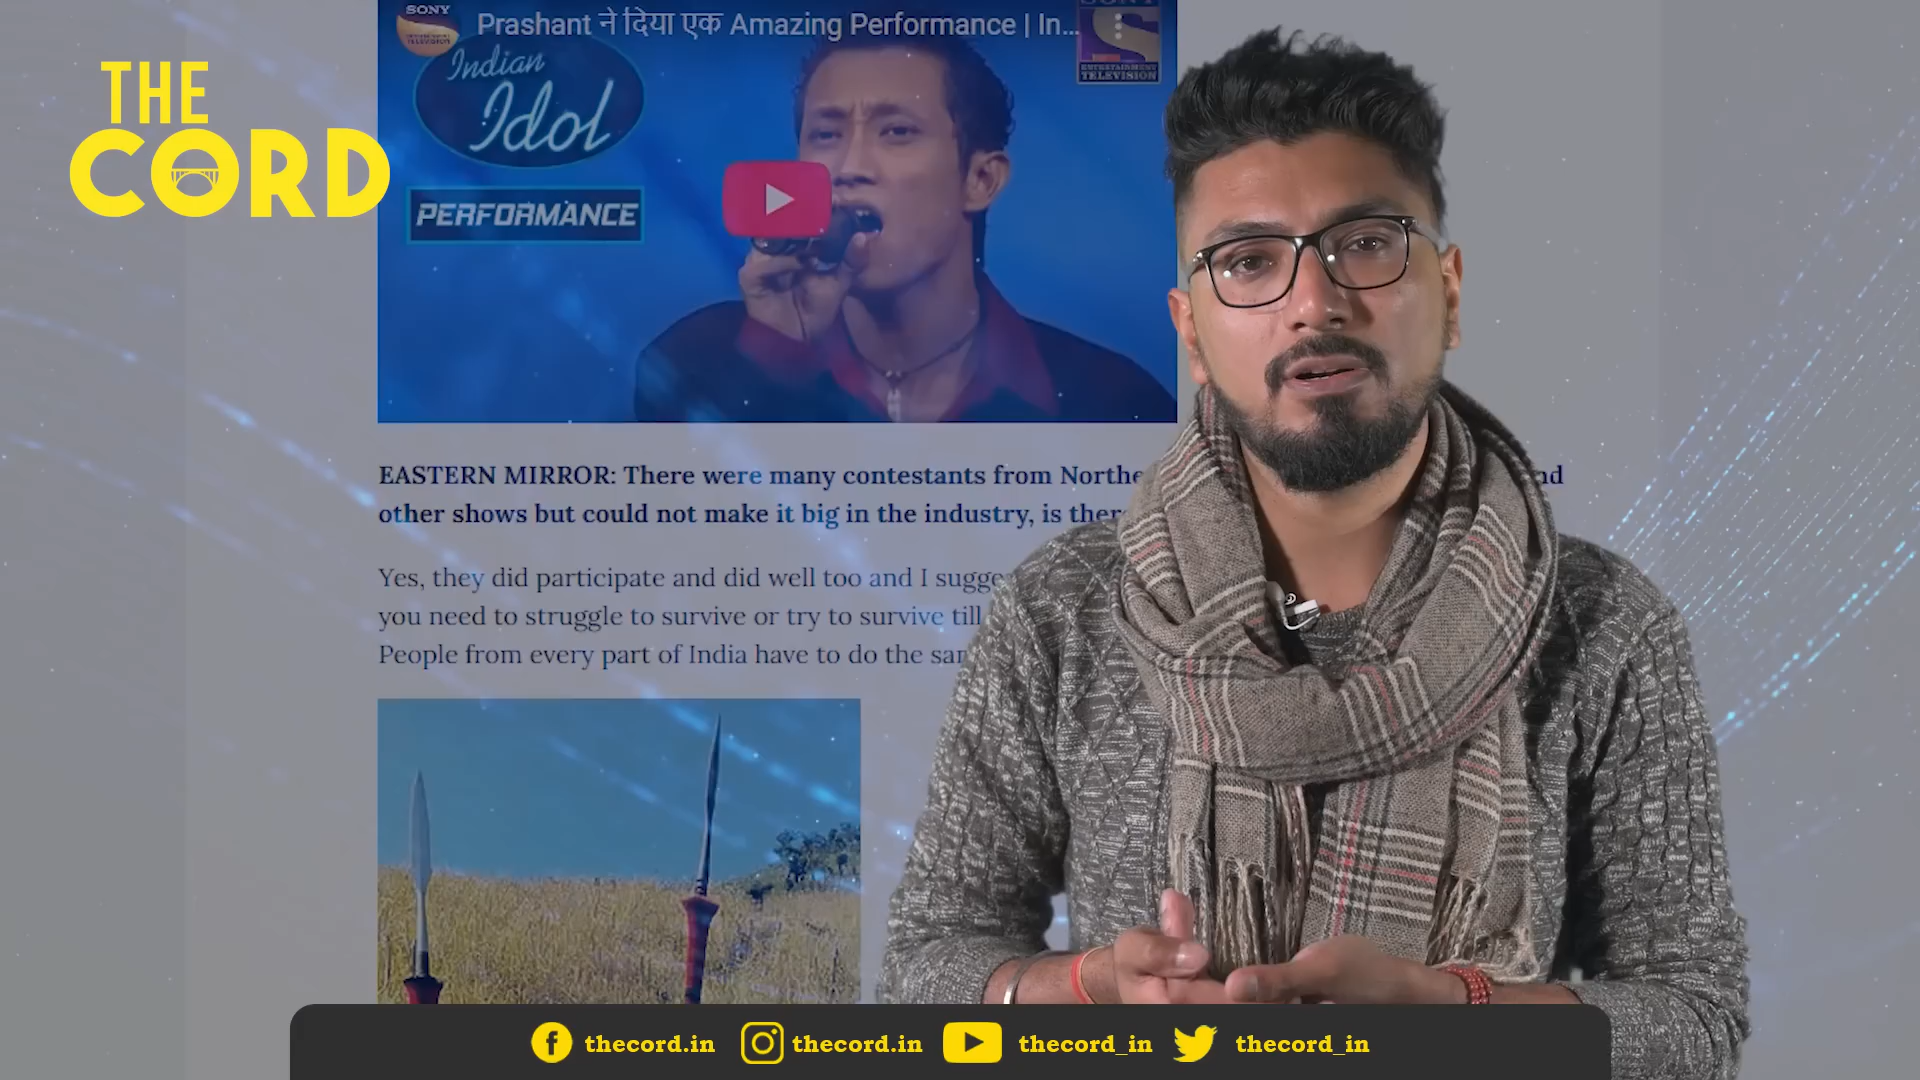 SONY
Prashant ने दिया एक Amazing Performance | In...
SONY
ENTERTAINMENT
TELEVISION
THE
CORD
Indian
Idol
PERFORMANCE
EASTERN MIRROR: There were many contestants from Northe nd
other shows but could not make it big in the industry, is ther
Yes, they did participate and did well too and I sugge
you need to struggle to survive or try to survive till
People from every part of India have to do the sam
thecord.in thecord.in thecord_in thecord_in